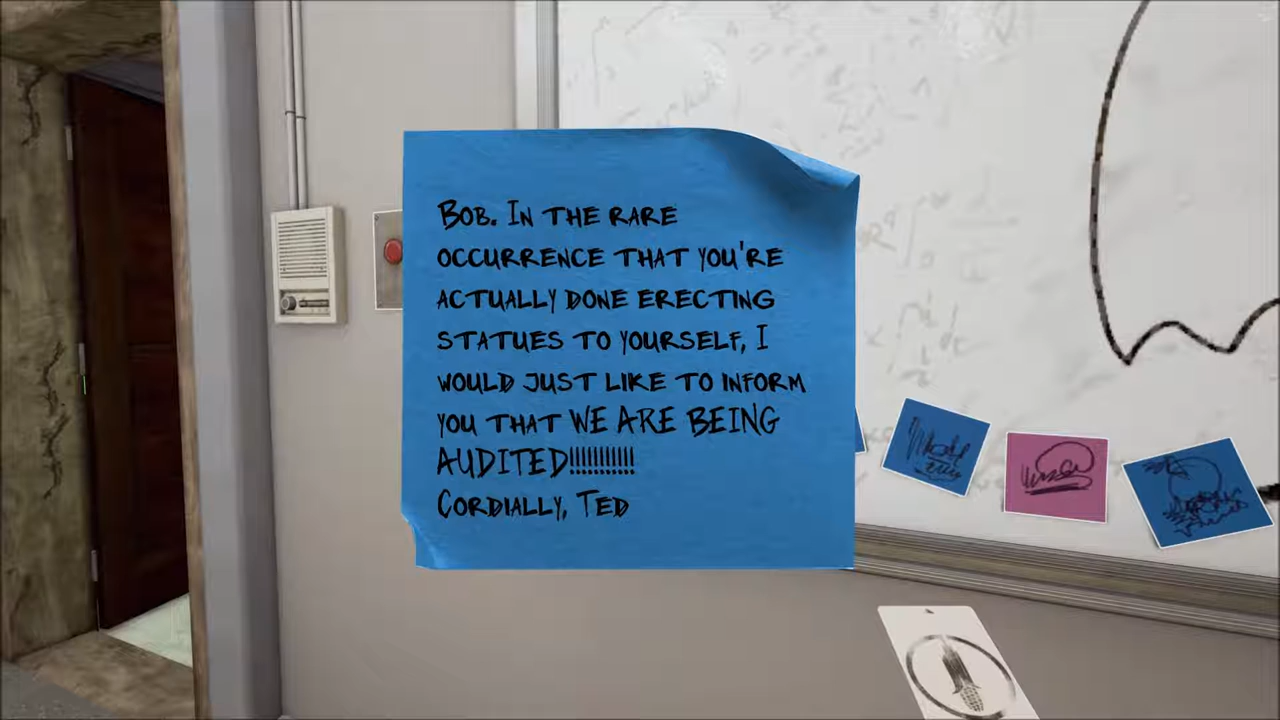 Bob. In the rare
occurrence that you're
actually done erecting
statues to yourself, I
would just like to inform
you that WE ARE BEING
AUDITED!!!!!!!!!!!
Cordially, Ted